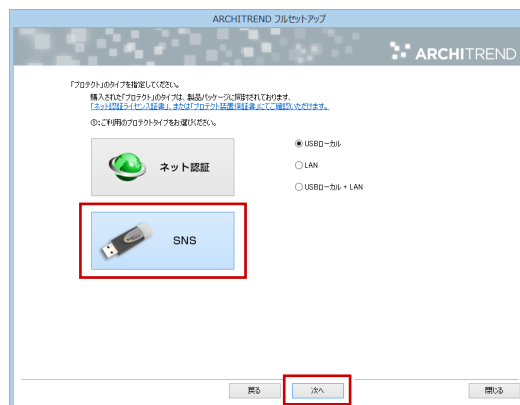 ARCHITREND フルセットアップ
ARCHITREND
「プロテクト」のタイプを指定してください。
購入された「プロテクト」のタイプは、製品パッケージに同封されております、
「ネット認証ライセンス証書」、または「プロテクト装置保証書」にてご確認いただけます。
①:ご利用のプロテクトタイプをお選びください。
ネット認証
USBローカル
LAN
USBローカル + LAN
SNS
戻る
次へ
閉じる